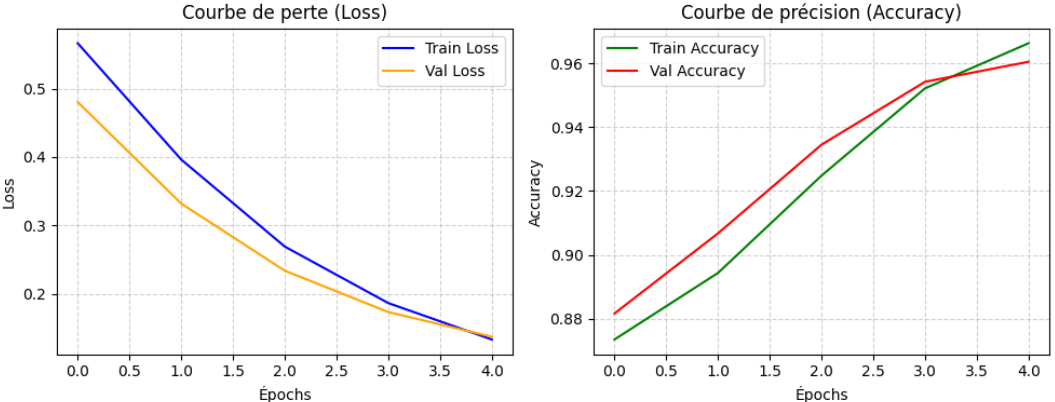 Courbe de perte (Loss)
Train Loss
Val Loss
0.5
0.4
0.3
0.2
Loss
0.0 0.5 1.0 1.5 2.0 2.5 3.0 3.5 4.0
Épochs
Courbe de précision (Accuracy)
Train Accuracy
Val Accuracy
0.96
0.94
0.92
0.90
0.88
Accuracy
0.0 0.5 1.0 1.5 2.0 2.5 3.0 3.5 4.0
Épochs